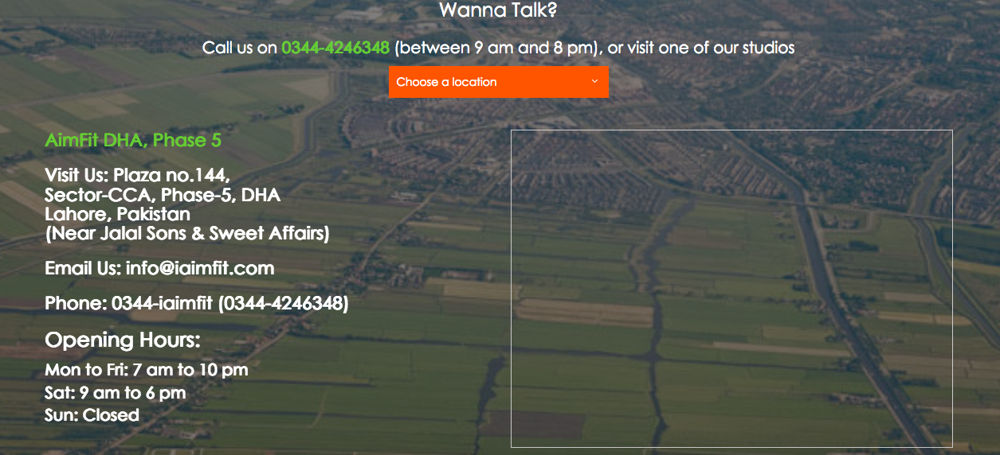 Wanna Talk?
Call us on 0344-4246348 (between 9 am and 8 pm), or visit one of our studios
Choose a location
AimFit DHA, Phase 5
Visit Us: Plaza no.144,
Sector-CCA, Phase-5, DHA
Lahore, Pakistan
(Near Jalal Sons & Sweet Affairs)
Email Us: info@iaimfit.com
Phone: 0344-iaimfit (0344-4246348)
Opening Hours:
Mon to Fri: 7 am to 10 pm
Sat: 9 am to 6 pm
Sun: Closed